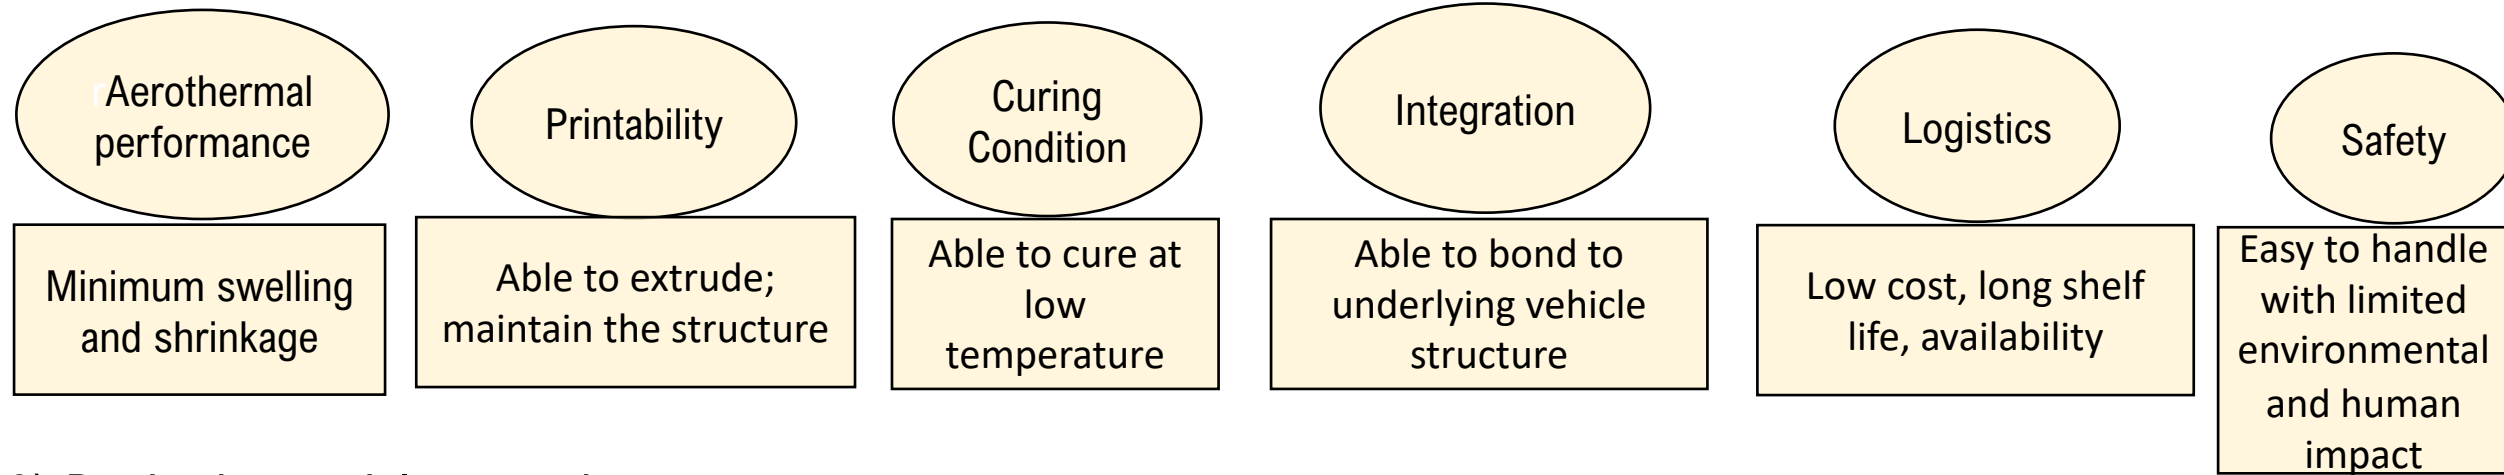 Aerothermal
performance
Printability
Curing
Condition
Integration
Logistics
Safety
Minimum swelling
and shrinkage
Able to extrude;
maintain the structure
Able to cure at
low
temperature
Able to bond to
underlying vehicle
structure
Low cost, long shelf
life, availability
Easy to handle
with limited
environmental
and human
impact